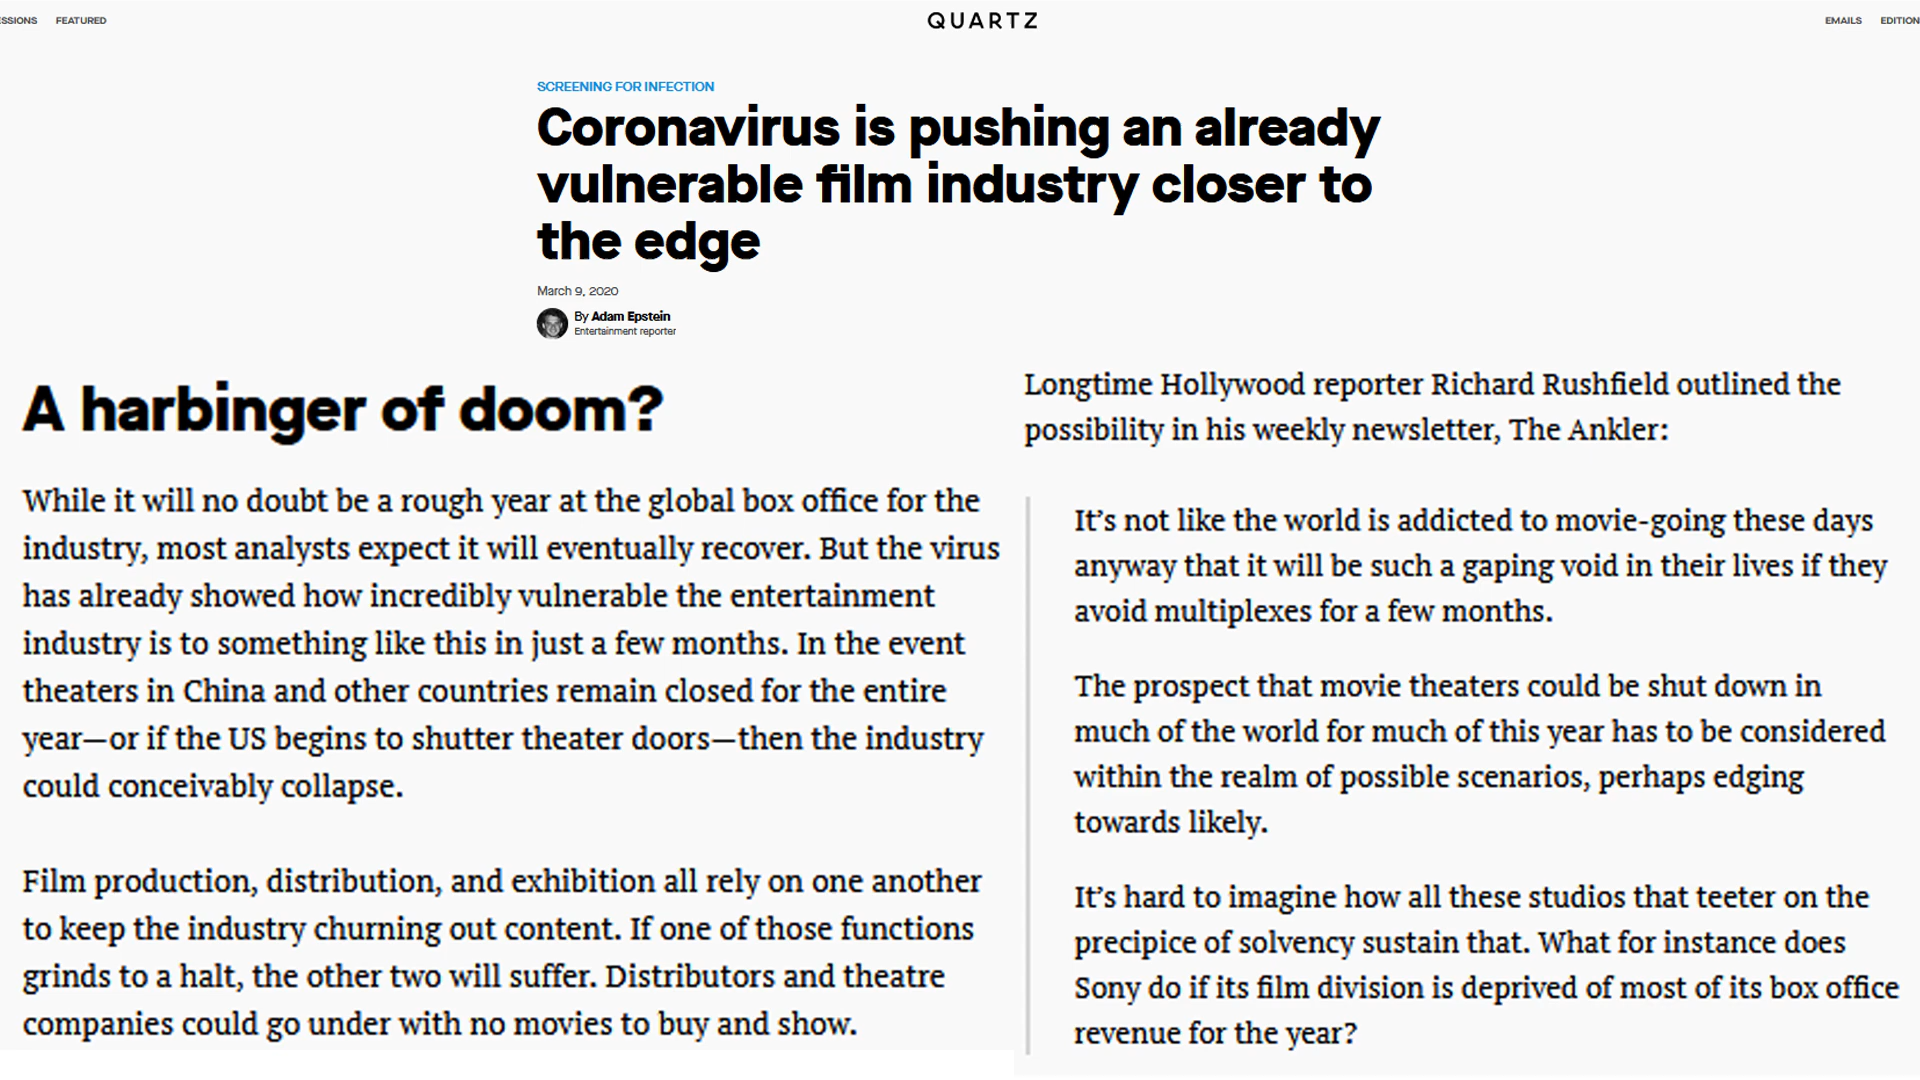 ESSIONS FEATURED QUARTZ EMAILS EDITION
SCREENING FOR INFECTION
Coronavirus is pushing an already
vulnerable film industry closer to
the edge
March 9, 2020
By Adam Epstein
Entertainment reporter
A harbinger of doom?
While it will no doubt be a rough year at the global box office for the
industry, most analysts expect it will eventually recover. But the virus
has already showed how incredibly vulnerable the entertainment
industry is to something like this in just a few months. In the event
theaters in China and other countries remain closed for the entire
year—or if the US begins to shutter theater doors—then the industry
could conceivably collapse.
Film production, distribution, and exhibition all rely on one another
to keep the industry churning out content. If one of those functions
grinds to a halt, the other two will suffer. Distributors and theatre
companies could go under with no movies to buy and show.
Longtime Hollywood reporter Richard Rushfield outlined the
possibility in his weekly newsletter, The Ankler:
It’s not like the world is addicted to movie-going these days
anyway that it will be such a gaping void in their lives if they
avoid multiplexes for a few months.
The prospect that movie theaters could be shut down in
much of the world for much of this year has to be considered
within the realm of possible scenarios, perhaps edging
towards likely.
It’s hard to imagine how all these studios that teeter on the
precipice of solvency sustain that. What for instance does
Sony do if its film division is deprived of most of its box office
revenue for the year?